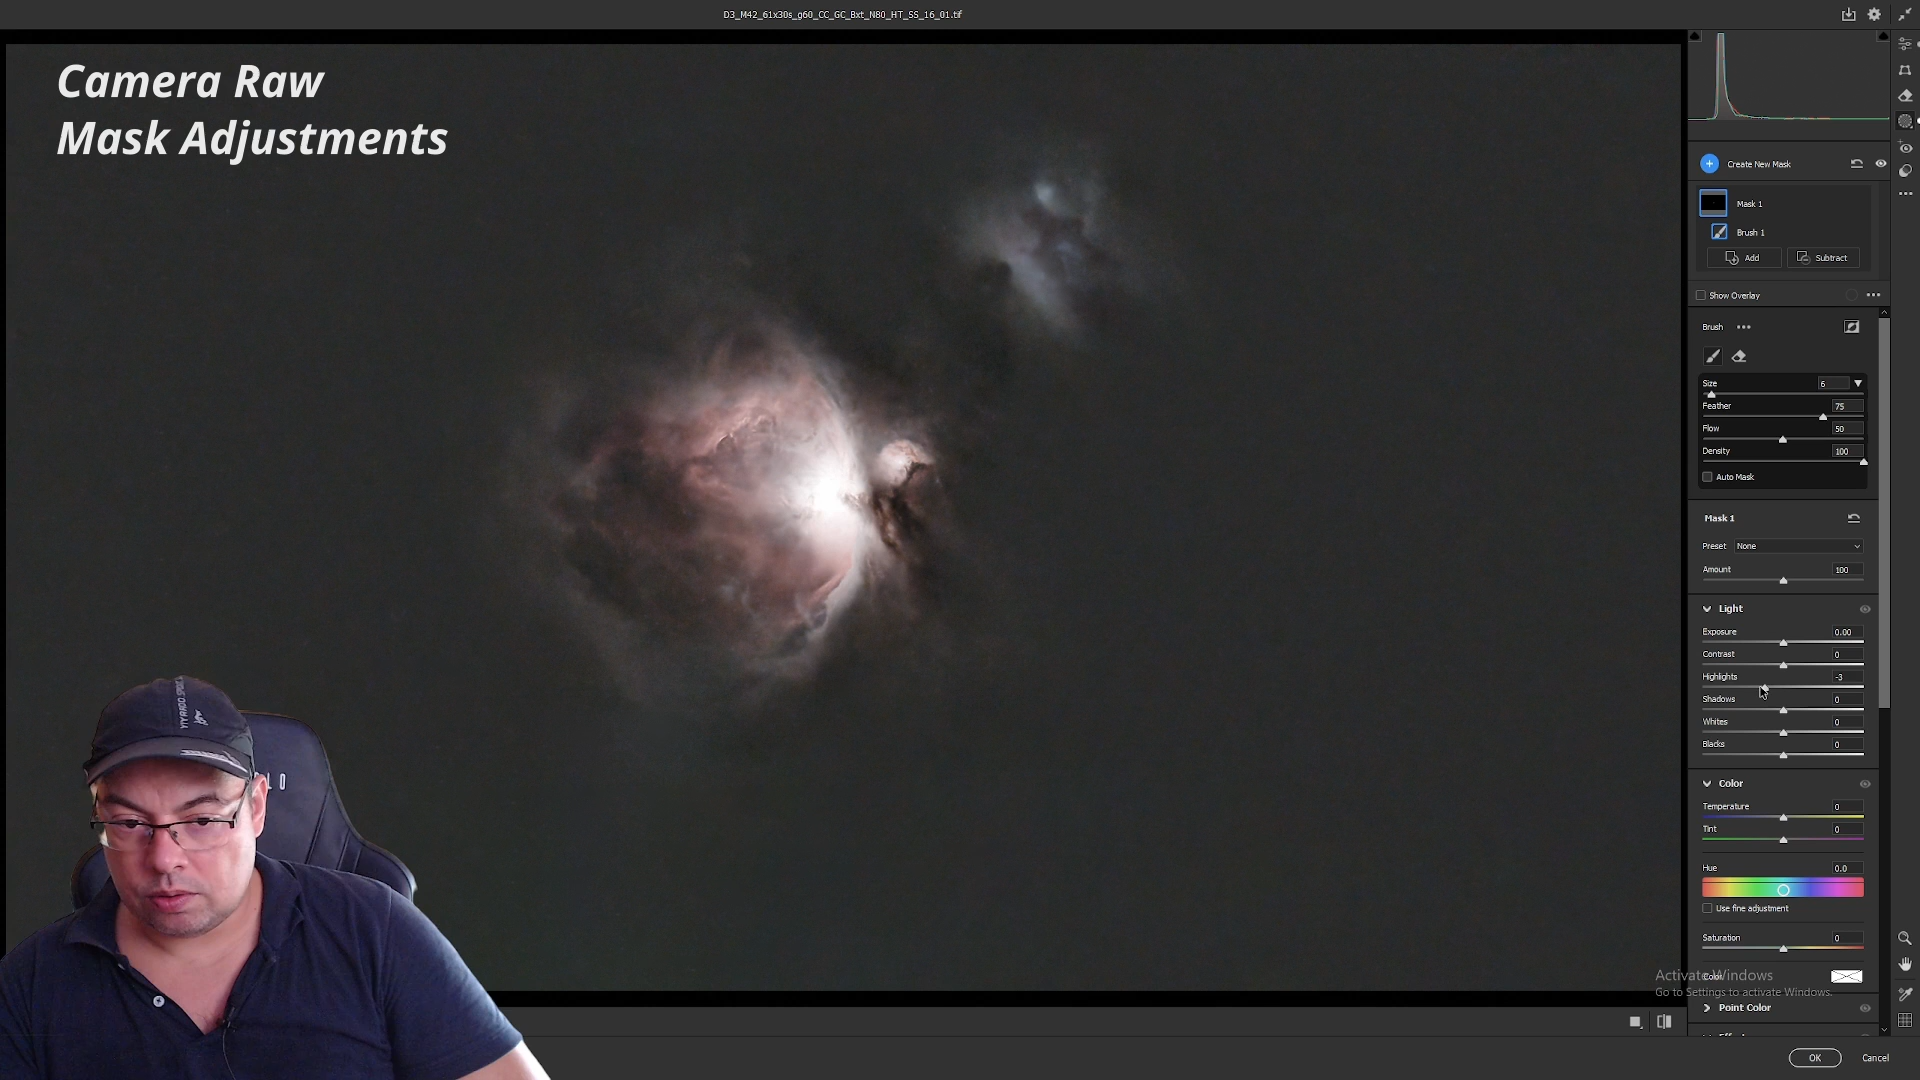 D3_M42_61x30s_g60_CC_GC_Bxt_N80_HT_SS_16_01.tif
Camera Raw
Mask Adjustments
Create New Mask
Mask 1
Brush 1
Add
Subtract
Show Overlay
Brush
Size 6
Feather 75
Flow 50
Density 100
Auto Mask
Mask 1
Preset None
Amount 100
Light
Exposure 0.00
Contrast 0
Highlights -3
Shadows 0
Whites 0
Blacks 0
Color
Temperature 0
Tint 0
Hue 0.0
Use fine adjustment
Saturation 0
Color
Activate Windows
Go to Settings to activate Windows.
Point Color
OK
Cancel